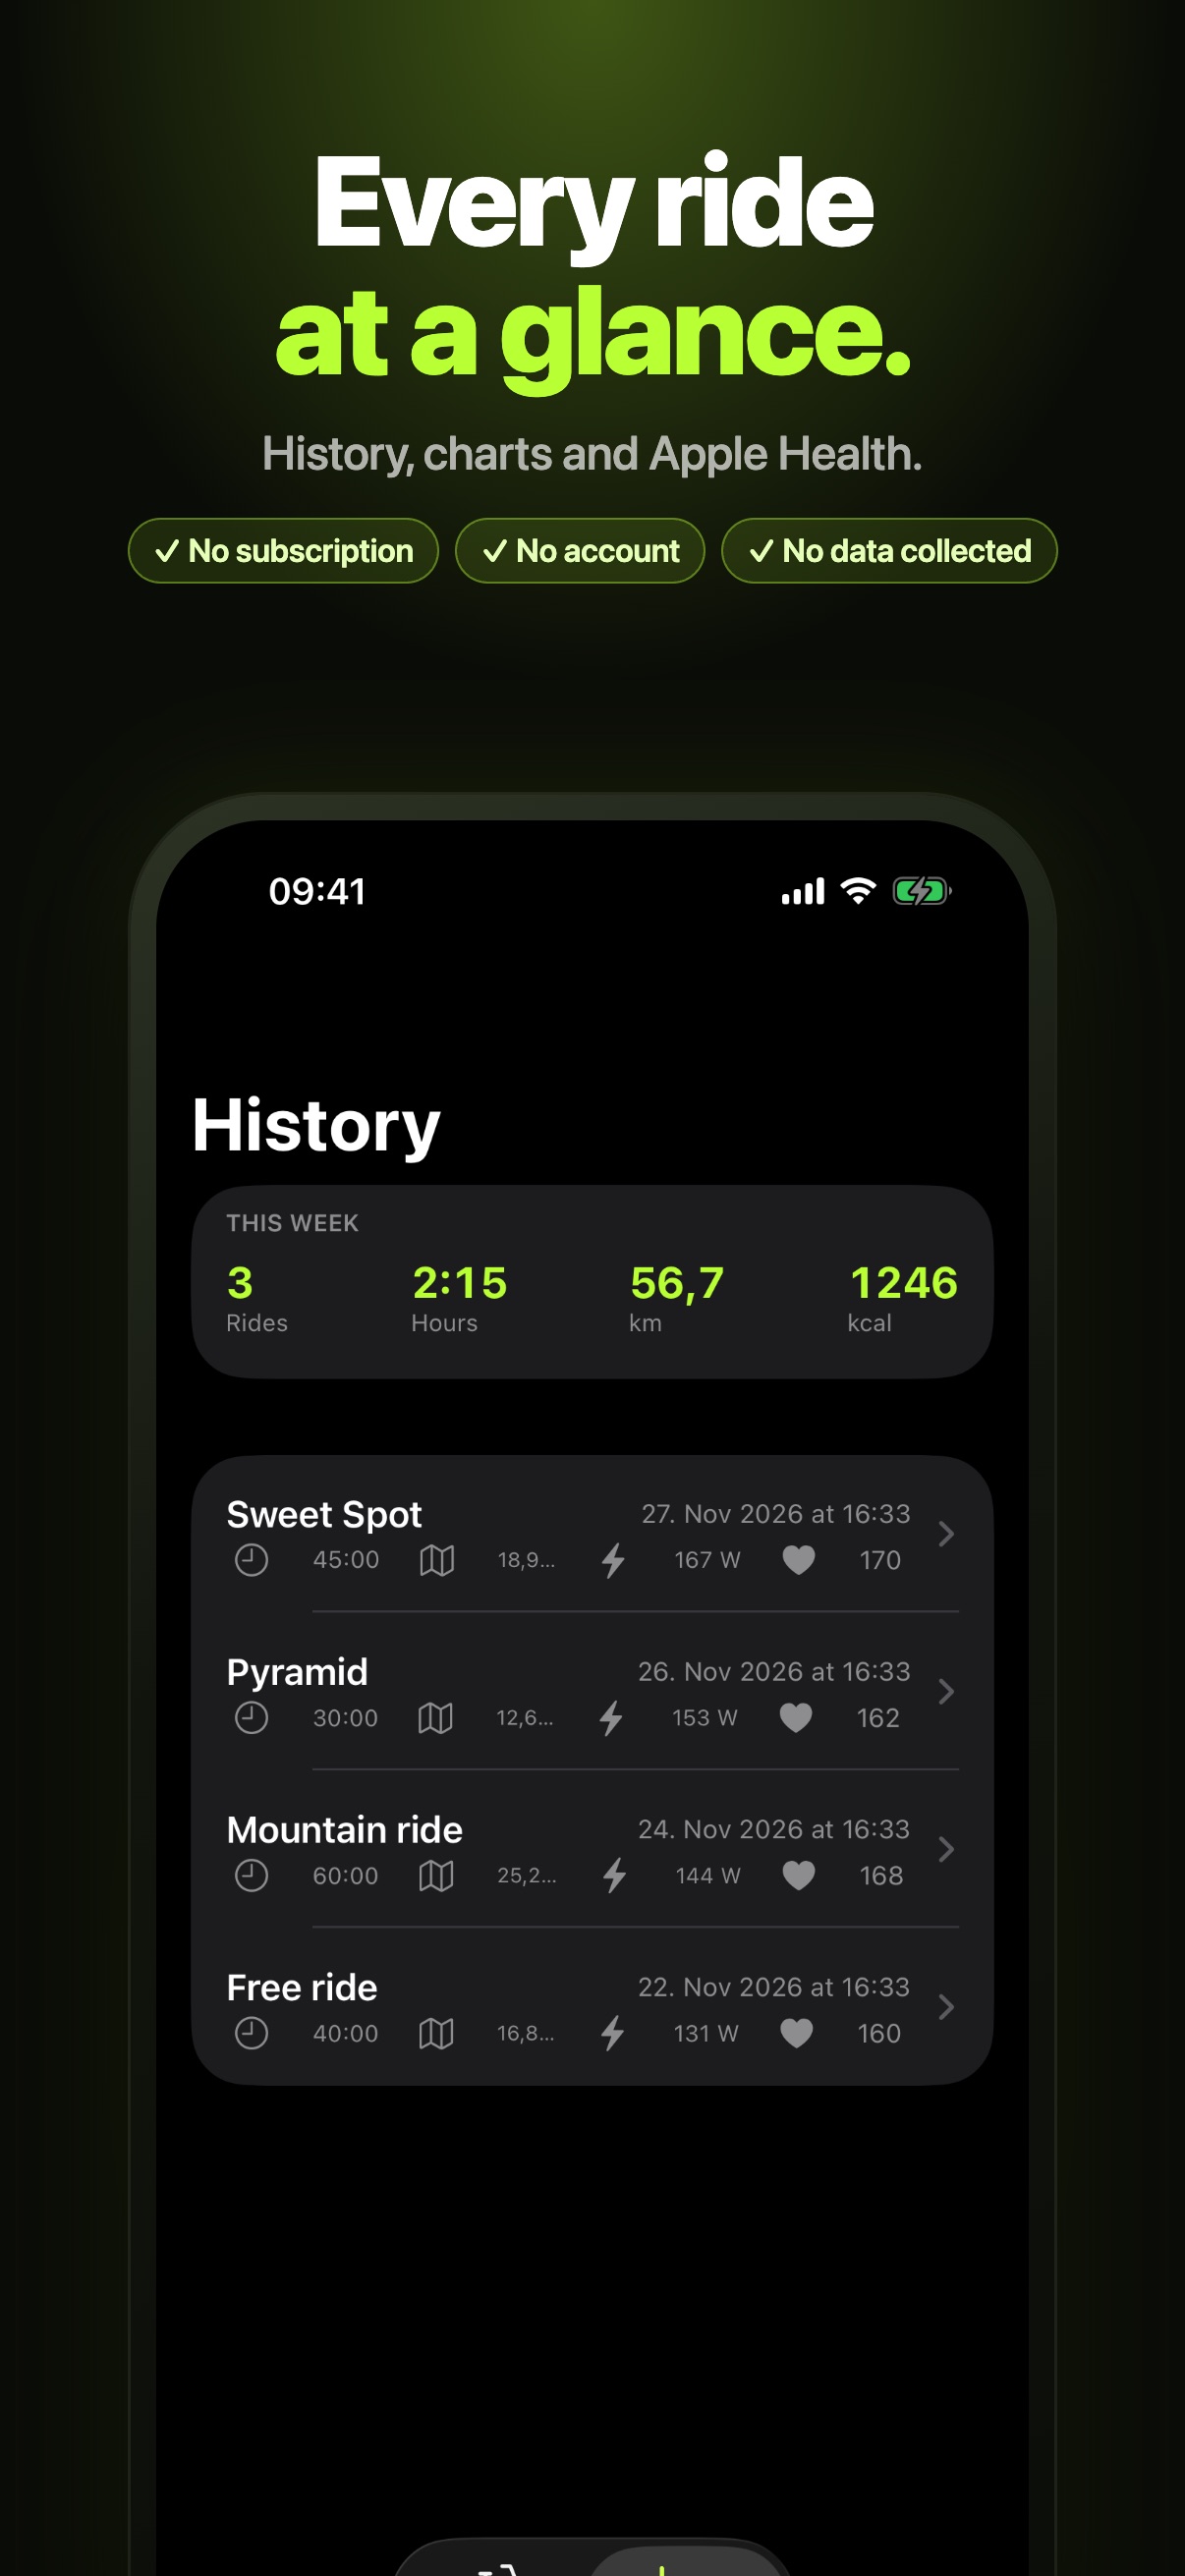 Every ride
at a glance.
History, charts and Apple Health.
✓ No subscription ✓ No account ✓ No data collected
09:41
History
THIS WEEK
3 2:15 56,7 1246
Rides Hours km kcal
Sweet Spot 27. Nov 2026 at 16:33
45:00 18,9... 167 W 170
Pyramid 26. Nov 2026 at 16:33
30:00 12,6... 153 W 162
Mountain ride 24. Nov 2026 at 16:33
60:00 25,2... 144 W 168
Free ride 22. Nov 2026 at 16:33
40:00 16,8... 131 W 160